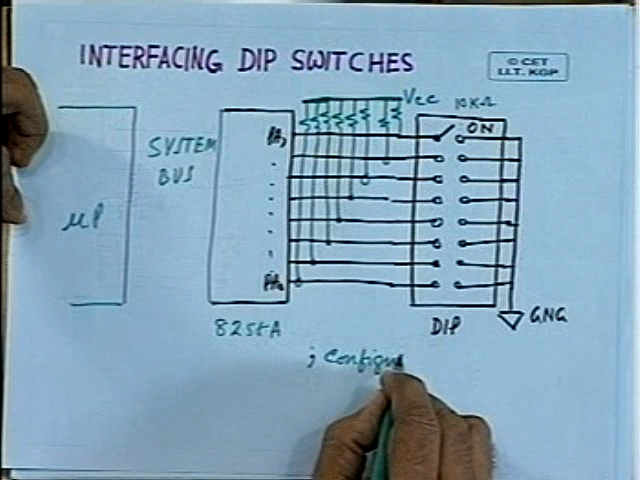 INTERFACING DIP SWITCHES
© CET
I.I.T. KGP
Vcc 10KΩ
ON
SYSTEM
BUS
μP
PA7
PA0
8255A
DIP
GND
; Configu